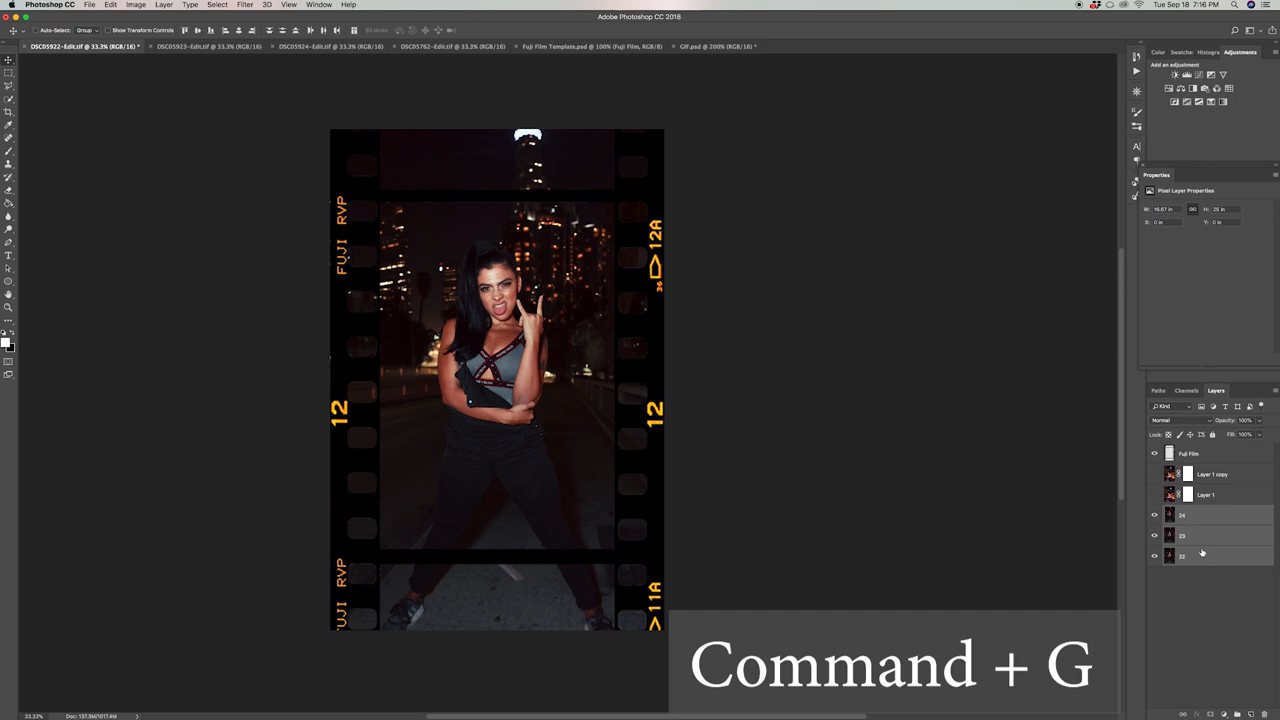 Photoshop CC File Edit Image Layer Type Select Filter 3D View Window Help
Tue Sep 18 7:16 PM
Adobe Photoshop CC 2018
Auto-Select: Group Show Transform Controls 3D Mode:
DSC05922-Edit.tif @ 33.3% (RGB/16) * DSC05923-Edit.tif @ 33.3% (RGB/16) DSC05924-Edit.tif @ 33.3% (RGB/16) * DSC05762-Edit.tif @ 33.3% (RGB/16) Fuji Film Template.psd @ 100% (Fuji Film, RGB/8) Gif.psd @ 200% (RGB/16) *
Color Swatches Histogra Adjustments
Add an adjustment
Properties
Pixel Layer Properties
W: 16.67 in H: 25 in
X: 0 in Y: 0 in
FUJI RVP
12A
36
12
12
FUJI RVP
11A
Paths Channels Layers
Kind
Normal Opacity: 100%
Lock: Fill: 100%
Fuji Film
Layer 1 copy
Layer 1
24
23
22
Command + G
33.33% Doc: 137.3M/1017.4M